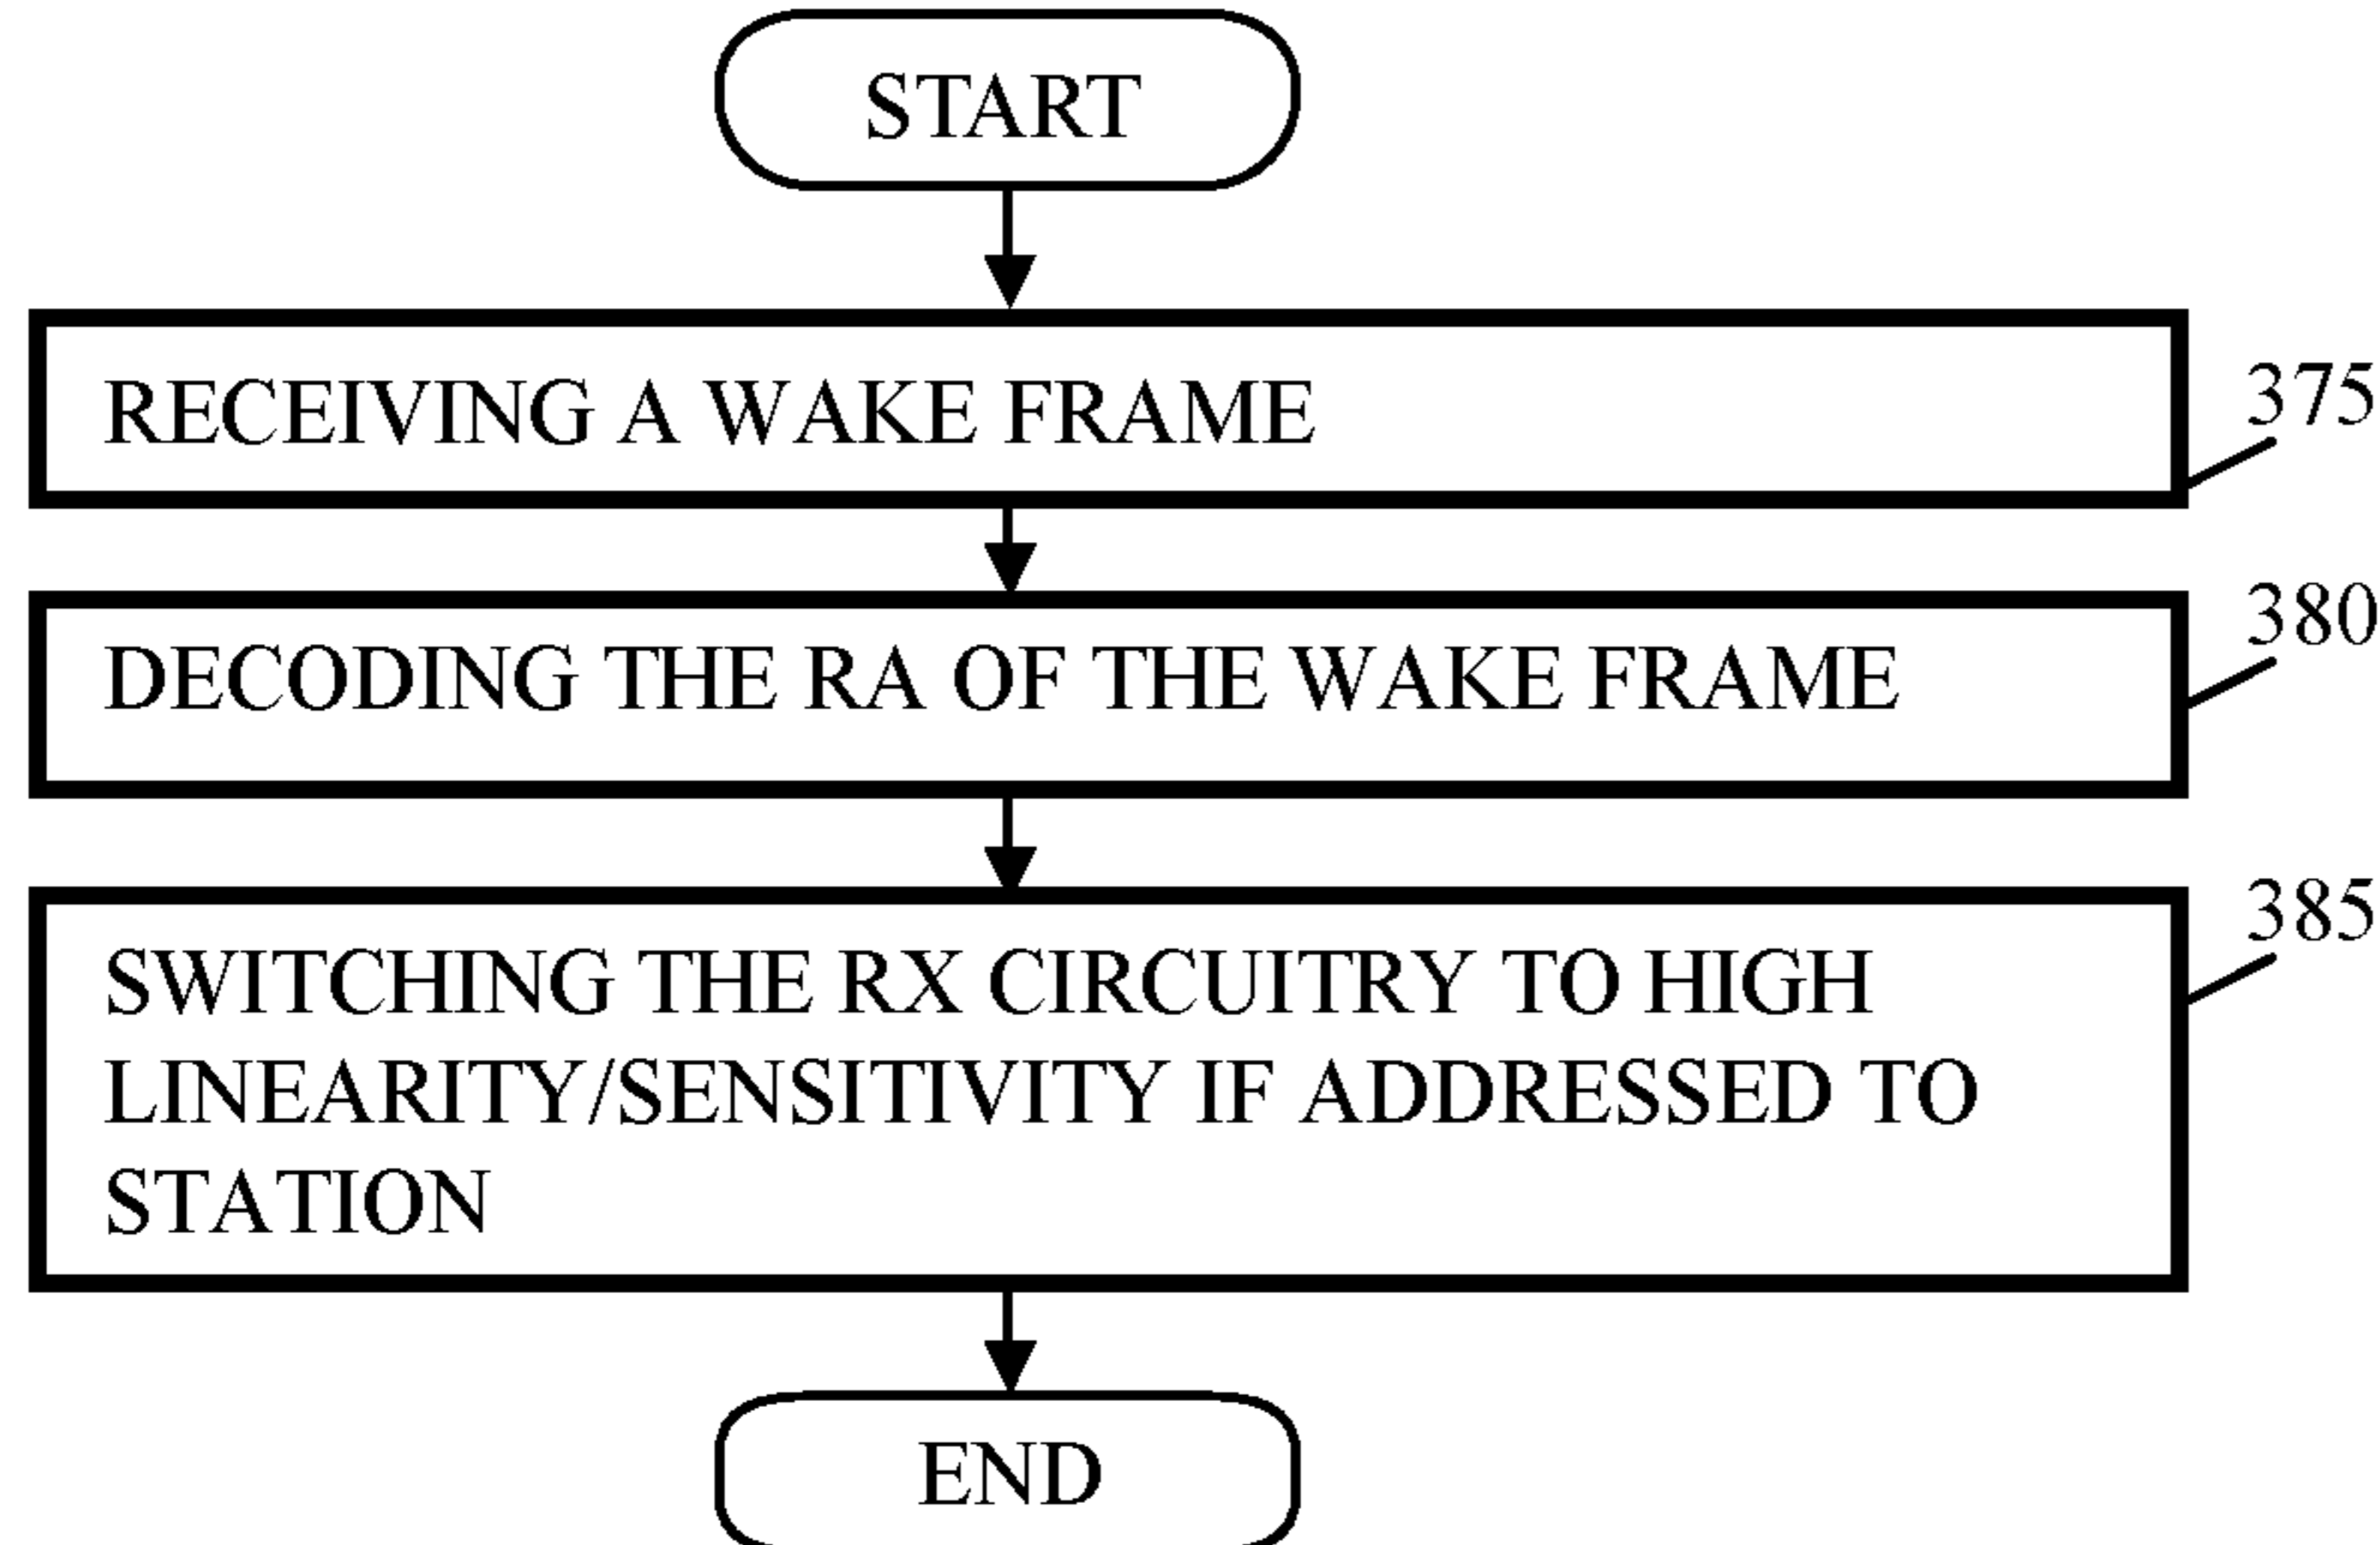 START
RECEIVING A WAKE FRAME
375
DECODING THE RA OF THE WAKE FRAME
380
SWITCHING THE RX CIRCUITRY TO HIGH
LINEARITY/SENSITIVITY IF ADDRESSED TO
STATION
385
END